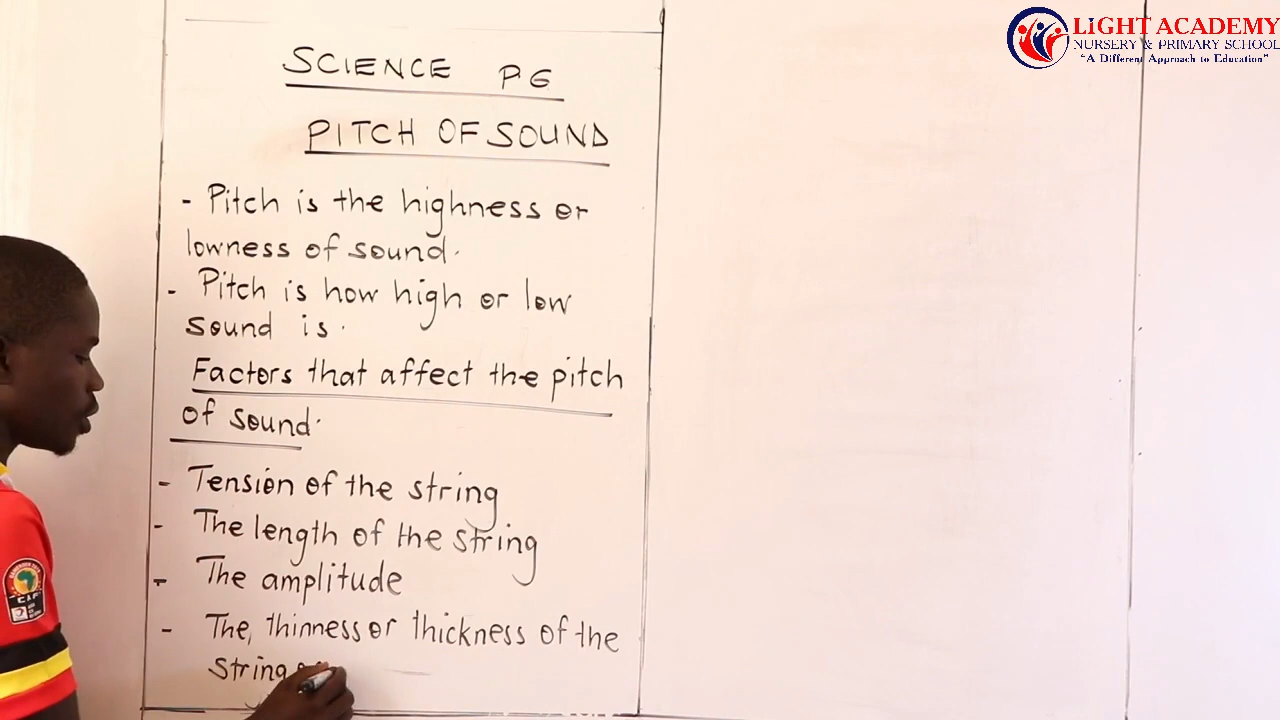 LIGHT ACADEMY
NURSERY & PRIMARY SCHOOL
"A Different Approach to Education"
SCIENCE P6
PITCH OF SOUND
- Pitch is the highness or
lowness of sound.
- Pitch is how high or low
sound is.
Factors that affect the pitch
of sound.
- Tension of the string
- The length of the string
- The amplitude
- The, thinness or thickness of the
string